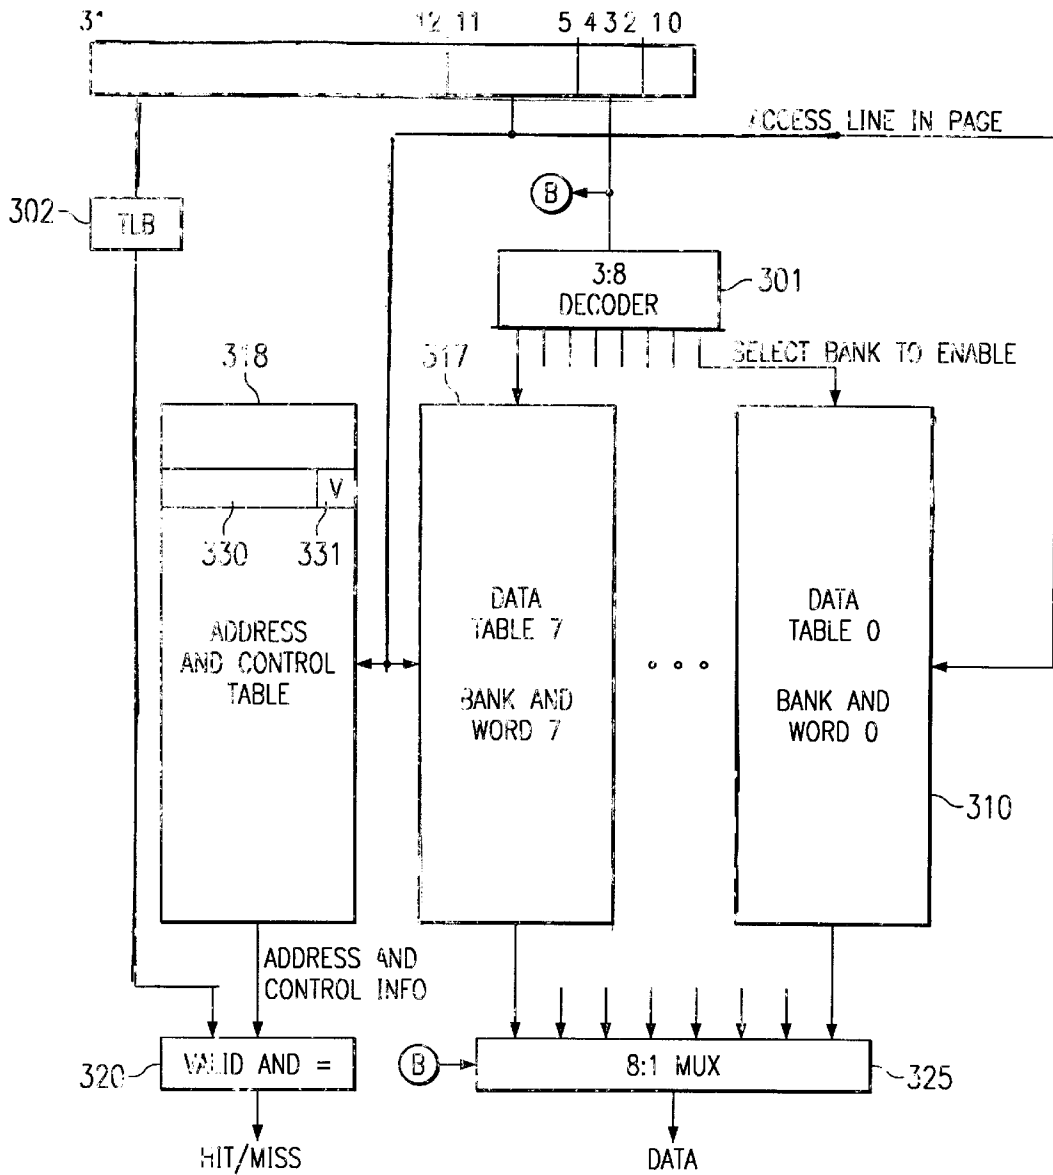 31 12 11 5 4 3 2 1 0
ACCESS LINE IN PAGE
B
302
TLB
3:8
DECODER
301
SELECT BANK TO ENABLE
318
317
V
330
331
ADDRESS
AND CONTROL
TABLE
DATA
TABLE 7
BANK AND
WORD 7
DATA
TABLE 0
BANK AND
WORD 0
310
ADDRESS AND
CONTROL INFO
320
VALID AND =
B
8:1 MUX
325
HIT/MISS
DATA